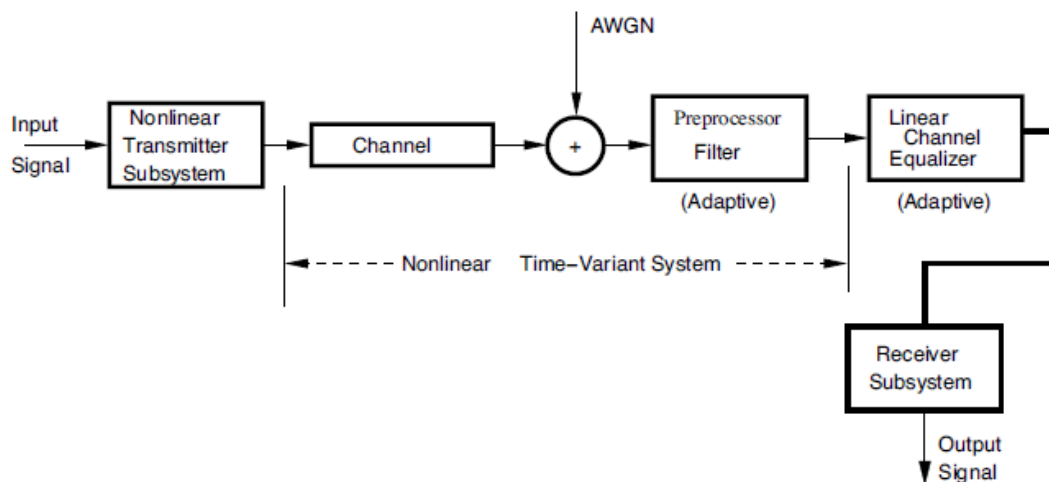 AWGN
Input
Signal
Nonlinear
Transmitter
Subsystem
Channel
+
Preprocessor
Filter
(Adaptive)
Linear
Channel
Equalizer
(Adaptive)
Nonlinear Time-Variant System
Receiver
Subsystem
Output
Signal